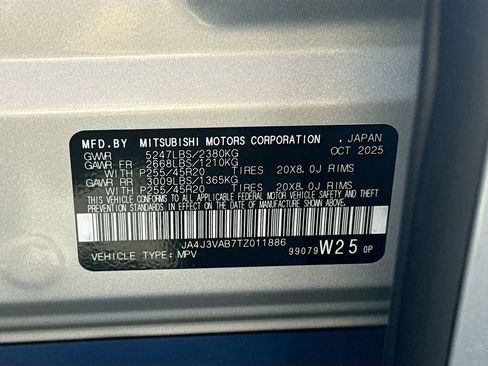 MFD.BY MITSUBISHI MOTORS CORPORATION , JAPAN
GVWR 5247LBS/2380KG OCT 2025
GAWR FR 2668LBS/1210KG
WITH P255/45R20 TIRES 20X8.0J RIMS
GAWR RR 3009LBS/1365KG
WITH P255/45R20 TIRES 20X8.0J RIMS
THIS VEHICLE CONFORMS TO ALL APPLICABLE FEDERAL MOTOR VEHICLE SAFETY, BUMPER, AND THEFT
PREVENTION STANDARDS IN EFFECT ON THE DATE OF MANUFACTURE SHOWN ABOVE.
JA4J3VAB7TZ011886
VEHICLE TYPE: MPV 99079 W25 0P